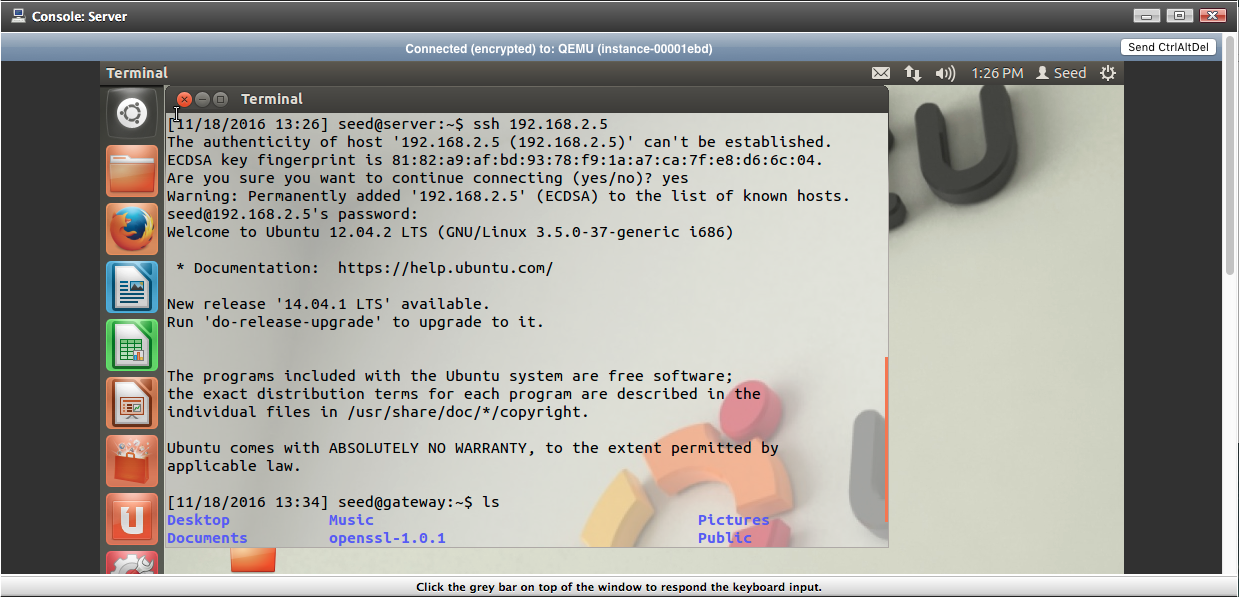 Console: Server
Connected (encrypted) to: QEMU (instance-00001ebd)
Send CtrlAltDel
Terminal
1:26 PM
Seed
Terminal
[11/18/2016 13:26] seed@server:~$ ssh 192.168.2.5
The authenticity of host '192.168.2.5 (192.168.2.5)' can't be established.
ECDSA key fingerprint is 81:82:a9:af:bd:93:78:f9:1a:a7:ca:7f:e8:d6:6c:04.
Are you sure you want to continue connecting (yes/no)? yes
Warning: Permanently added '192.168.2.5' (ECDSA) to the list of known hosts.
seed@192.168.2.5's password:
Welcome to Ubuntu 12.04.2 LTS (GNU/Linux 3.5.0-37-generic i686)
* Documentation:  https://help.ubuntu.com/
New release '14.04.1 LTS' available.
Run 'do-release-upgrade' to upgrade to it.
The programs included with the Ubuntu system are free software;
the exact distribution terms for each program are described in the
individual files in /usr/share/doc/*/copyright.
Ubuntu comes with ABSOLUTELY NO WARRANTY, to the extent permitted by
applicable law.
[11/18/2016 13:34] seed@gateway:~$ ls
Desktop Music Pictures
Documents openssl-1.0.1 Public
Click the grey bar on top of the window to respond the keyboard input.